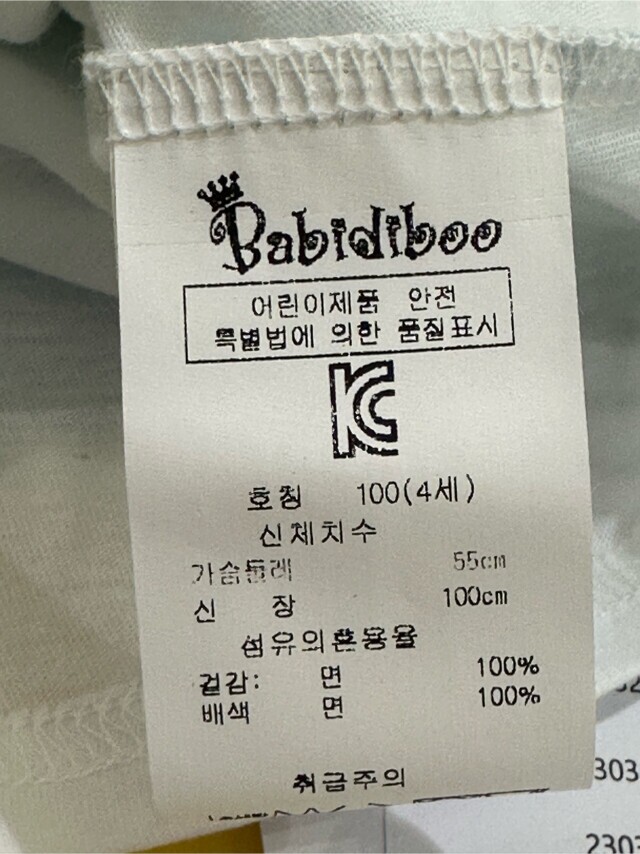 Babidiboo
어린이제품 안전
특별법에 의한 품질표시
KC
호칭 100(4세)
신체치수
가슴둘레 55cm
신 장 100cm
섬유의혼용율
겉감: 면 100%
배색 면 100%
취급주의
303
2303